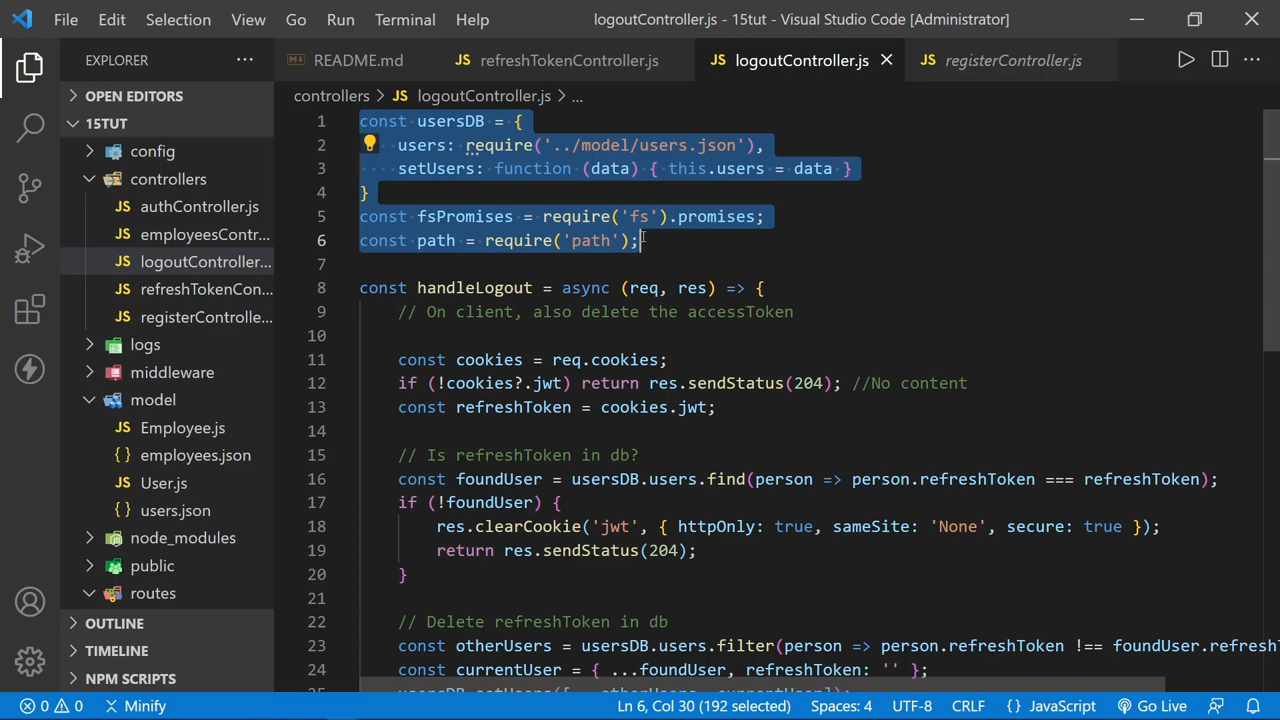 File Edit Selection View Go Run Terminal Help logoutController.js - 15tut - Visual Studio Code [Administrator]
EXPLORER
README.md
JS refreshTokenController.js
JS logoutController.js
JS registerController.js
OPEN EDITORS
15TUT
config
controllers
JS authController.js
JS employeesContr...
JS logoutController...
JS refreshTokenCon...
JS registerControlle...
logs
middleware
model
JS Employee.js
{} employees.json
JS User.js
{} users.json
node_modules
public
routes
OUTLINE
TIMELINE
NPM SCRIPTS
controllers > JS logoutController.js > ...
1 const usersDB = {
2 users: require('../model/users.json'),
3 setUsers: function (data) { this.users = data }
4 }
5 const fsPromises = require('fs').promises;
6 const path = require('path');
7
8 const handleLogout = async (req, res) => {
9 // On client, also delete the accessToken
10
11 const cookies = req.cookies;
12 if (!cookies?.jwt) return res.sendStatus(204); //No content
13 const refreshToken = cookies.jwt;
14
15 // Is refreshToken in db?
16 const foundUser = usersDB.users.find(person => person.refreshToken === refreshToken);
17 if (!foundUser) {
18 res.clearCookie('jwt', { httpOnly: true, sameSite: 'None', secure: true });
19 return res.sendStatus(204);
20 }
21
22 // Delete refreshToken in db
23 const otherUsers = usersDB.users.filter(person => person.refreshToken !== foundUser.refresh
24 const currentUser = { ...foundUser, refreshToken: '' };
0 0 Minify Ln 6, Col 30 (192 selected) Spaces: 4 UTF-8 CRLF {} JavaScript Go Live